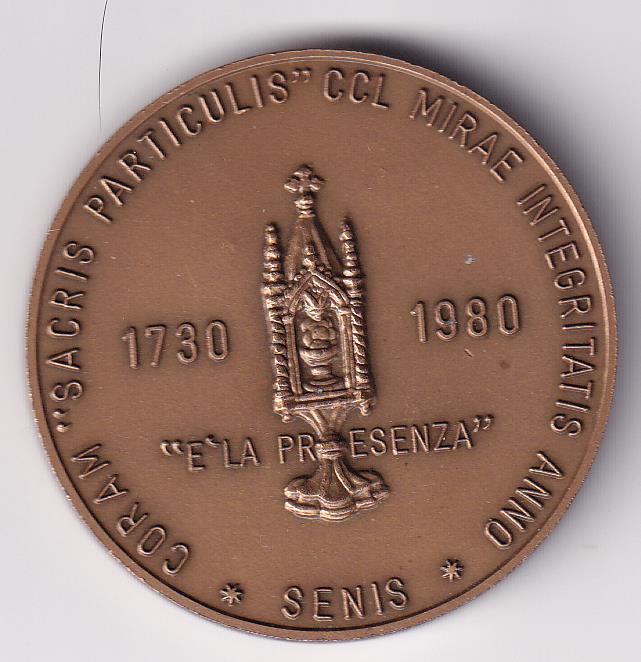 CORAM "SACRIS PARTICULIS" CCL MIRAE INTEGRITATIS ANNO
1730 1980
"E' LA PRESENZA"
* SENIS *